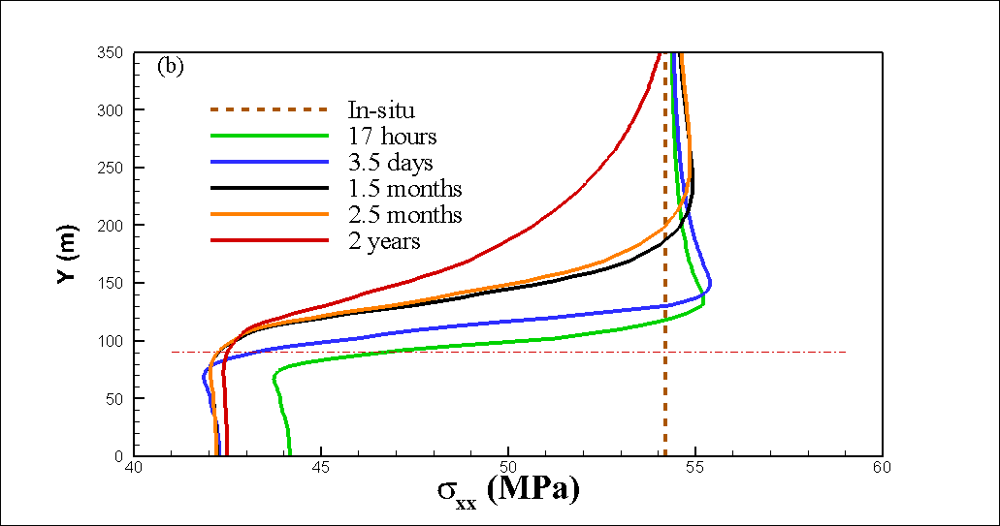 350
(b)
300
250
200
150
100
50
0
Y (m)
In-situ
17 hours
3.5 days
1.5 months
2.5 months
2 years
40 45 50 55 60
σxx (MPa)